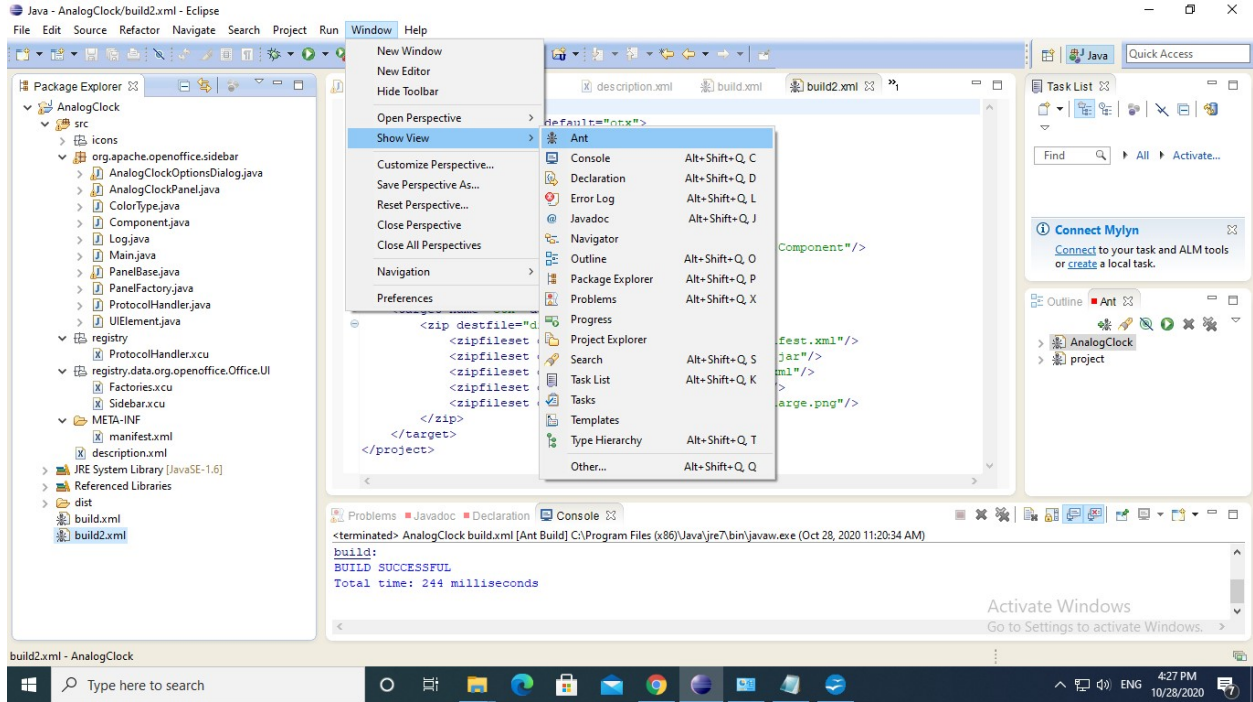 Java - AnalogClock/build2.xml - Eclipse
File Edit Source Refactor Navigate Search Project Run Window Help
Java
Quick Access
Package Explorer
AnalogClock
src
icons
org.apache.openoffice.sidebar
AnalogClockOptionsDialog.java
AnalogClockPanel.java
ColorType.java
Component.java
Log.java
Main.java
PanelBase.java
PanelFactory.java
ProtocolHandler.java
UIElement.java
registry
ProtocolHandler.xcu
registry.data.org.openoffice.Office.UI
Factories.xcu
Sidebar.xcu
META-INF
manifest.xml
description.xml
JRE System Library [JavaSE-1.6]
Referenced Libraries
dist
build.xml
build2.xml
New Window
New Editor
Hide Toolbar
Open Perspective
Show View
Customize Perspective...
Save Perspective As...
Reset Perspective...
Close Perspective
Close All Perspectives
Navigation
Preferences
Ant
Console Alt+Shift+Q, C
Declaration Alt+Shift+Q, D
Error Log Alt+Shift+Q, L
Javadoc Alt+Shift+Q, J
Navigator
Outline Alt+Shift+Q, O
Package Explorer Alt+Shift+Q, P
Problems Alt+Shift+Q, X
Progress
Project Explorer
Search Alt+Shift+Q, S
Task List Alt+Shift+Q, K
Tasks
Templates
Type Hierarchy Alt+Shift+Q, T
Other... Alt+Shift+Q, Q
description.xml build.xml build2.xml 1
default="otx">
Component"/>
<zip destfile="d
<zipfileset fest.xml"/>
<zipfileset jar"/>
<zipfileset ml"/>
<zipfileset >
<zipfileset arge.png"/>
</zip>
</target>
</project>
Task List
Find All Activate...
Connect Mylyn
Connect to your task and ALM tools
or create a local task.
Outline Ant
AnalogClock
project
Problems Javadoc Declaration Console
<terminated> AnalogClock build.xml [Ant Build] C:\Program Files (x86)\Java\jre7\bin\javaw.exe (Oct 28, 2020 11:20:34 AM)
build:
BUILD SUCCESSFUL
Total time: 244 milliseconds
Activate Windows
Go to Settings to activate Windows.
build2.xml - AnalogClock
Type here to search
ENG
4:27 PM
10/28/2020
7